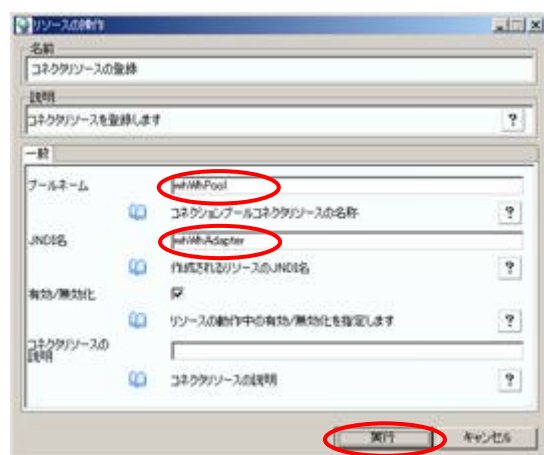 リソースの操作
名前
コネクタリソースの登録
説明
コネクタリソースを登録します
?
一般
プールネーム
whWhPool
コネクションプールコネクタリソースの名称
?
JNDI名
whWhAdapter
作成されるリソースのJNDI名
?
有効/無効化
リソースの動作中の有効/無効化を指定します
?
コネクタリソースの
説明
コネクタリソースの説明
?
実行
キャンセル